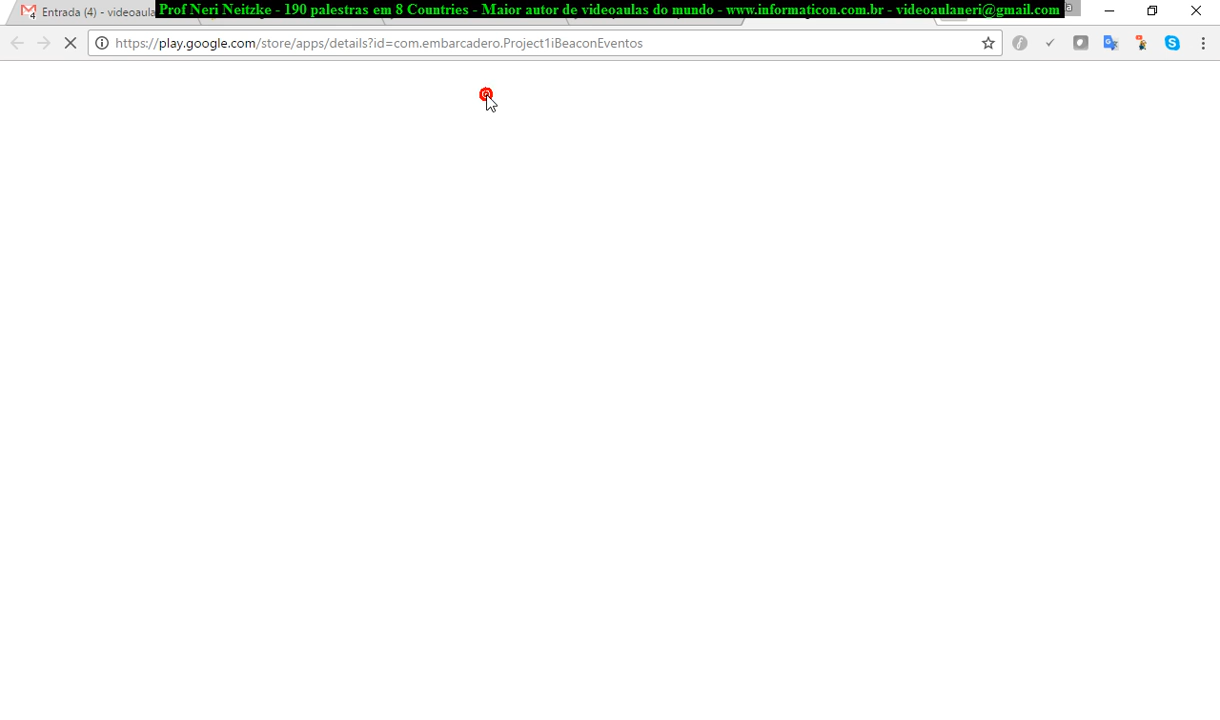 Entrada (4) - videoaula
Prof Neri Neitzke - 190 palestras em 8 Countries - Maior autor de videoaulas do mundo - www.informaticon.com.br - videoaulaneri@gmail.com
https://play.google.com/store/apps/details?id=com.embarcadero.Project1iBeaconEventos